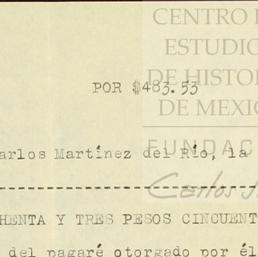 CENTRO
ESTUDIO
POR $483.53
DE HISTOR
DE MEXIC
FUNDAC
arlos Martínez del Río, la
Carlos
HENTA Y TRES PESOS CINCUENT
del pagaré otorgado por él